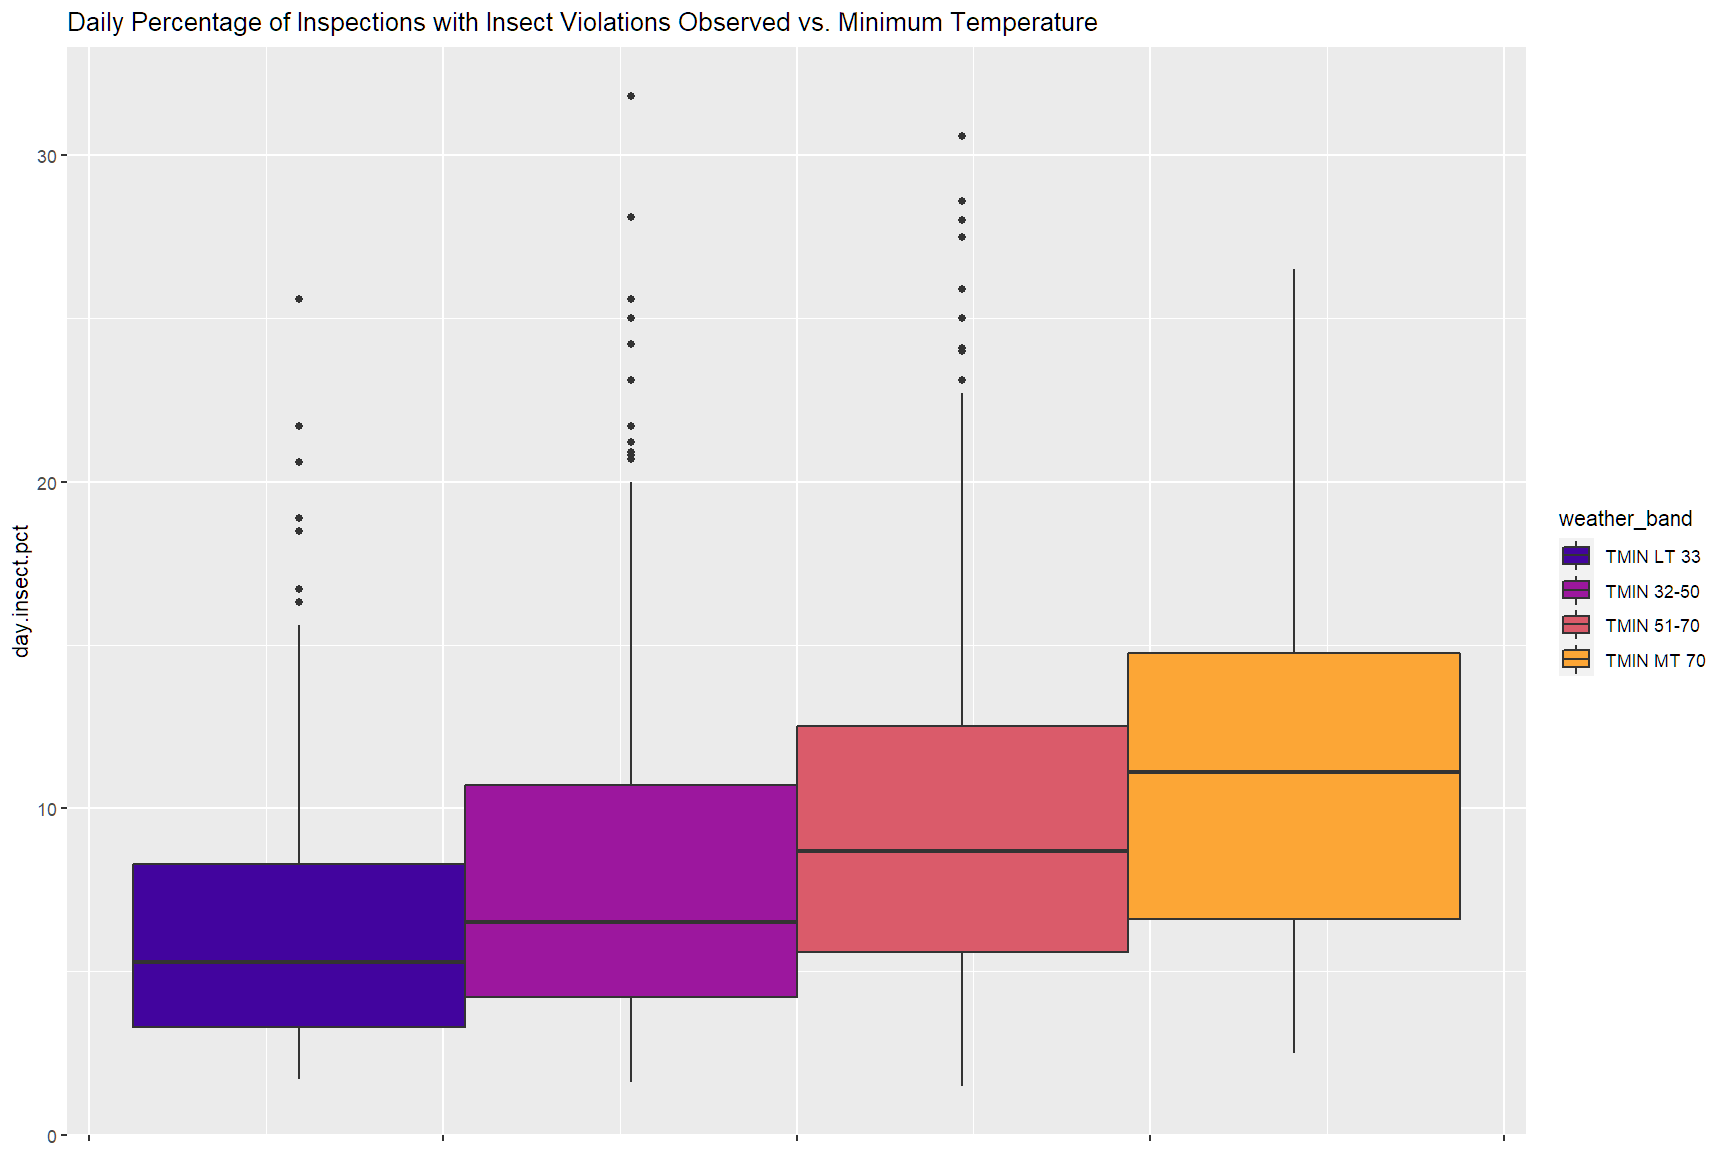 Daily Percentage of Inspections with Insect Violations Observed vs. Minimum Temperature
30
20
10
0
day.insect.pct
weather_band
TMIN LT 33
TMIN 32-50
TMIN 51-70
TMIN MT 70